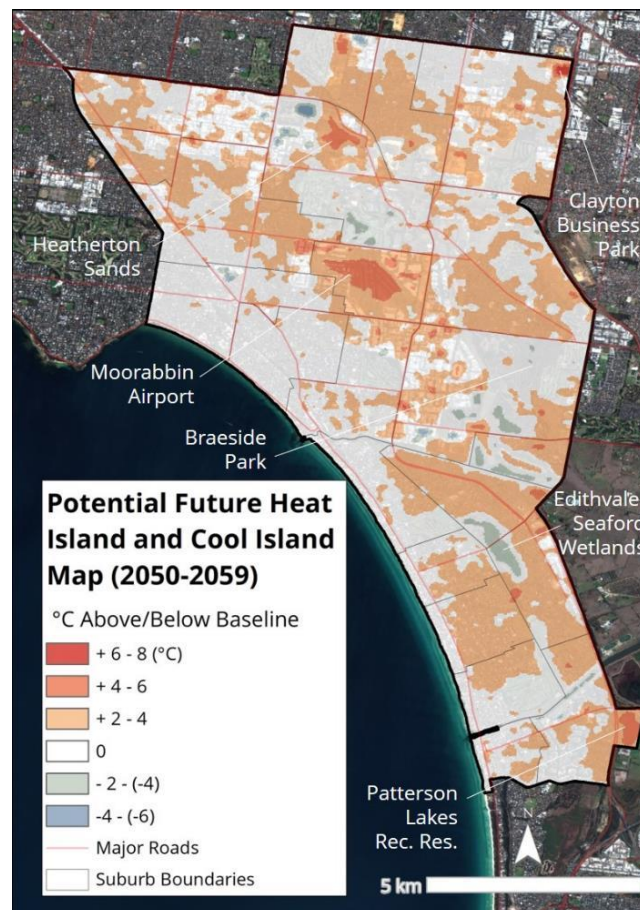 Clayton
Business
Park
Heatherton
Sands
Moorabbin
Airport
Braeside
Park
Edithvale
Seaford
Wetlands
Potential Future Heat
Island and Cool Island
Map (2050-2059)
°C Above/Below Baseline
+ 6 - 8 (°C)
+ 4 - 6
+ 2 - 4
0
- 2 - (-4)
-4 - (-6)
Major Roads
Suburb Boundaries
Patterson
Lakes
Rec. Res.
N
5 km